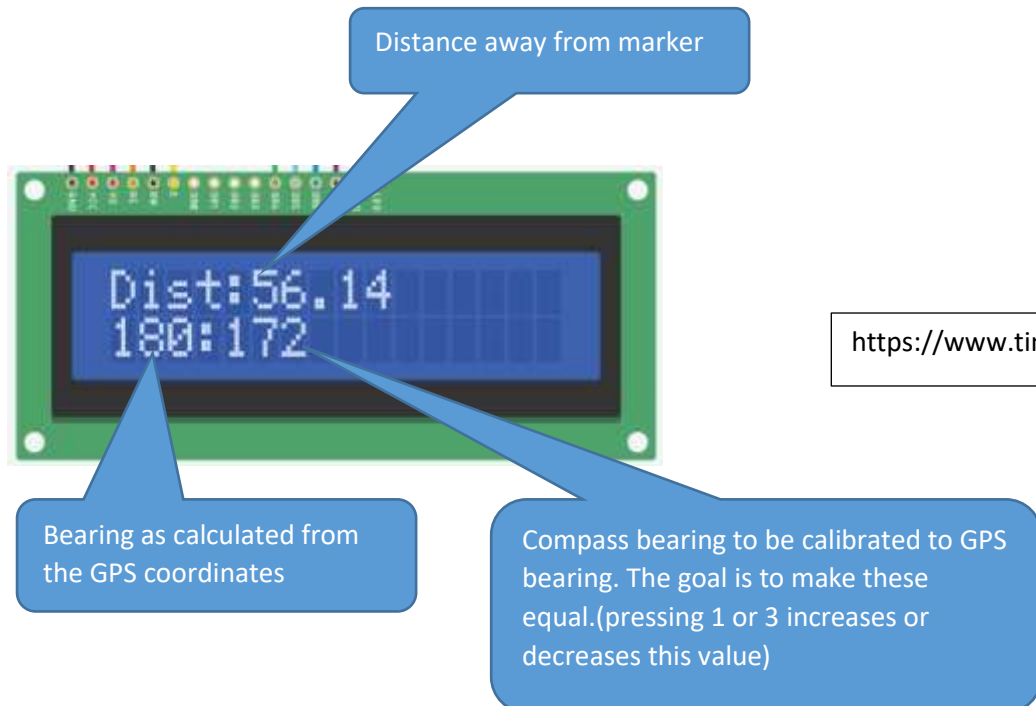 Distance away from marker
Dist:56.14
180:172
https://www.tin
Bearing as calculated from
the GPS coordinates
Compass bearing to be calibrated to GPS
bearing. The goal is to make these
equal.(pressing 1 or 3 increases or
decreases this value)